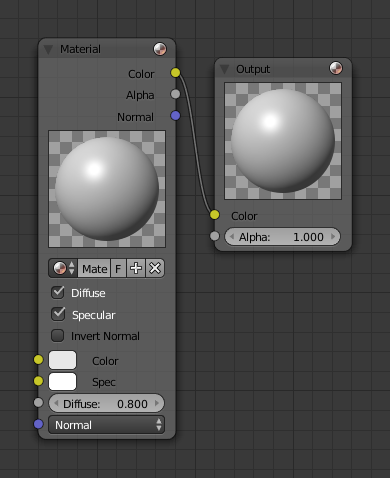 Material
Color
Alpha
Normal
Mate F
Diffuse
Specular
Invert Normal
Color
Spec
Diffuse: 0.800
Normal
Output
Color
Alpha: 1.000